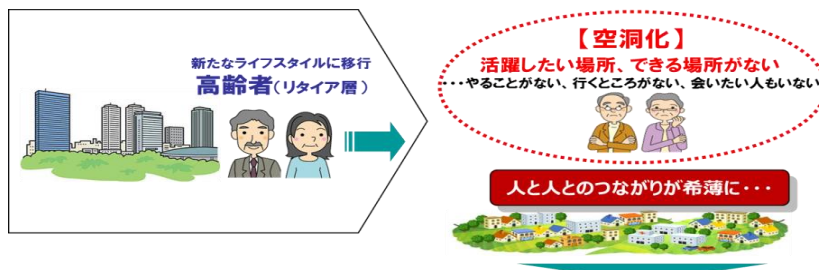 新たなライフスタイルに移行
高齢者(リタイア層)
【空洞化】
活躍したい場所、できる場所がない
・・・やることがない、行くところがない、会いたい人もいない
人と人とのつながりが希薄に・・・